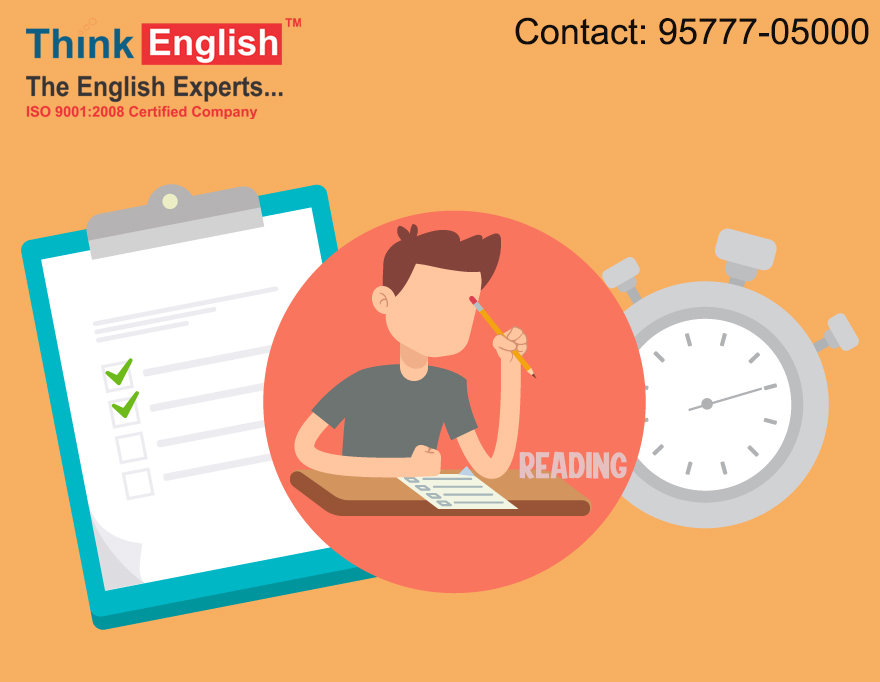 Think English™
The English Experts...
ISO 9001:2008 Certified Company
Contact: 95777-05000
READING